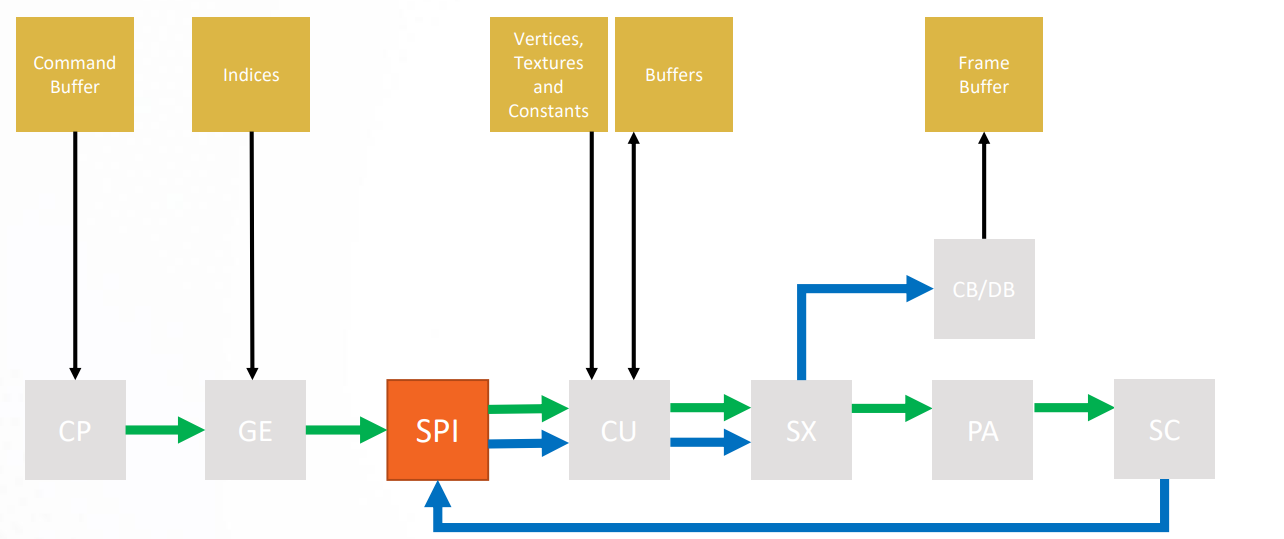 Command
Buffer
Indices
Vertices,
Textures
and
Constants
Buffers
Frame
Buffer
CB/DB
CP
GE
SPI
CU
SX
PA
SC